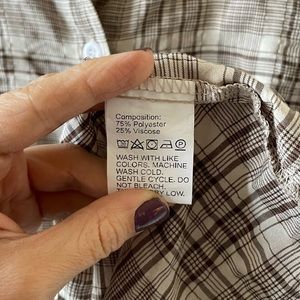 Composition:
75% Polyester
25% Viscose
WASH WITH LIKE
COLORS. MACHINE
WASH COLD.
GENTLE CYCLE. DO
NOT BLEACH.
LOW.